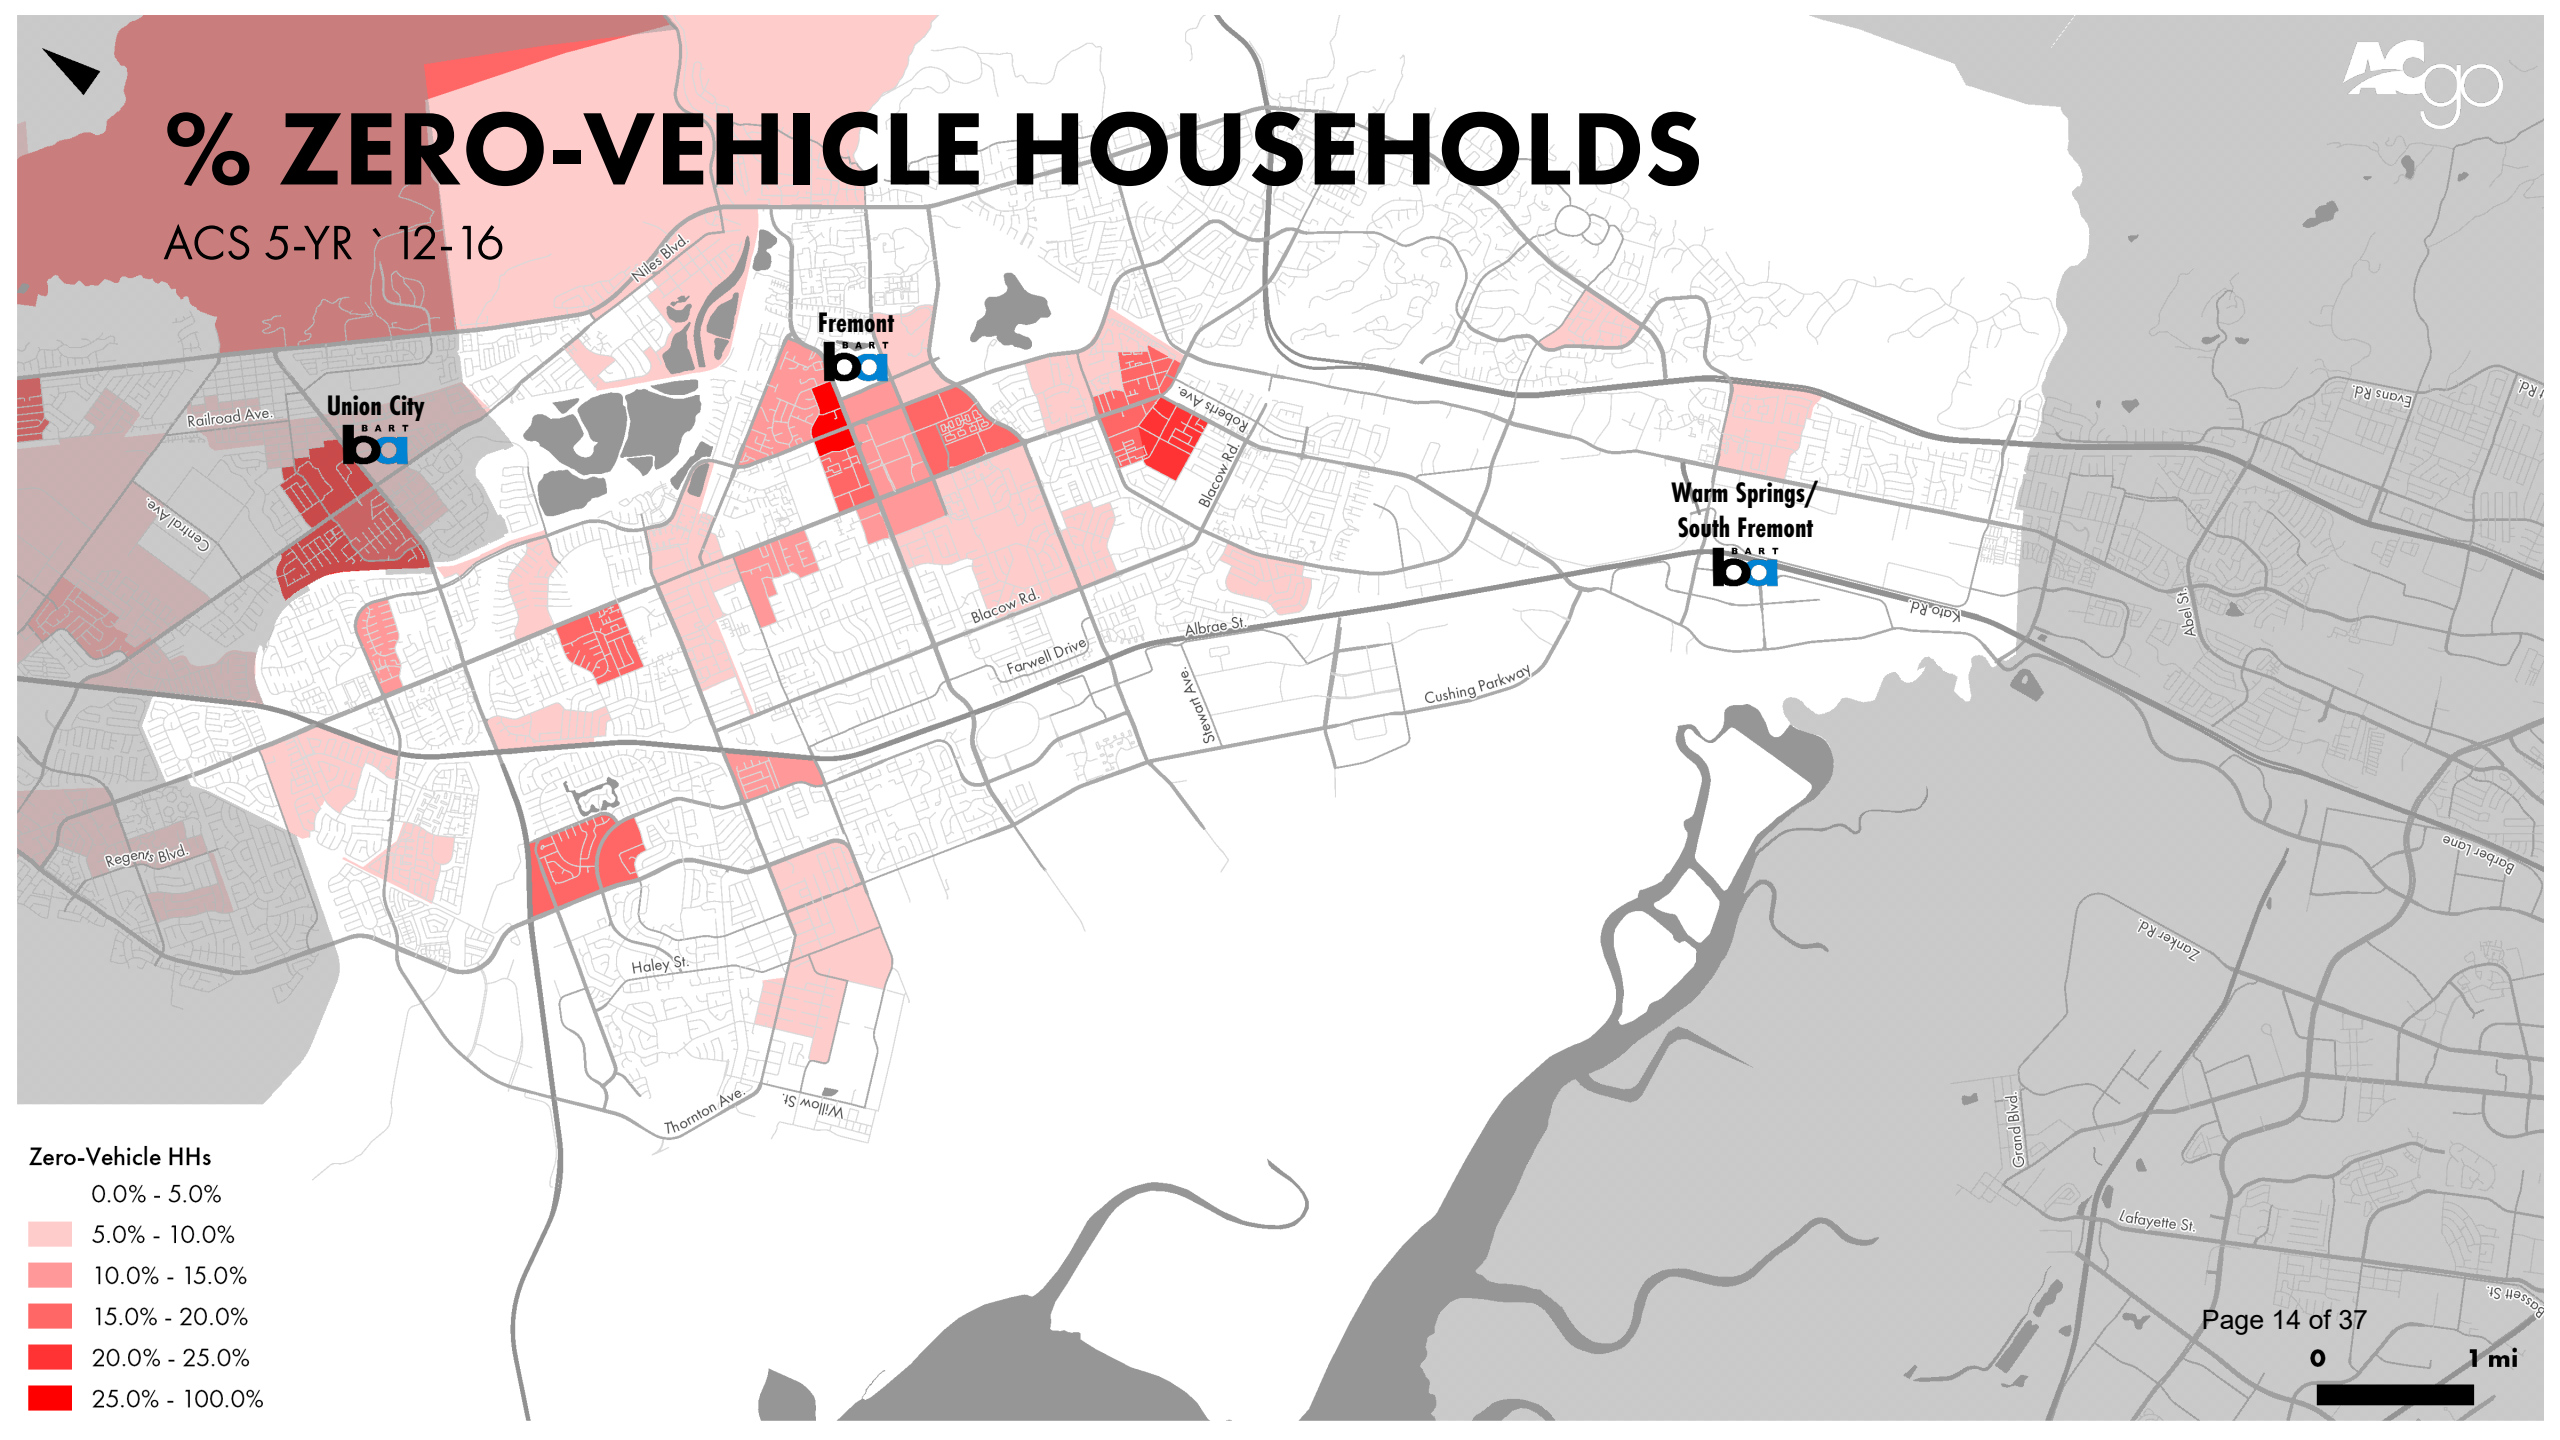 ACgo
% ZERO-VEHICLE HOUSEHOLDS
ACS 5-YR `12-16
Niles Blvd.
Fremont
BART
ba
Union City
BART
ba
Railroad Ave.
Central Ave.
Roberts Ave.
Blacow Rd.
Evans Rd.
Warm Springs/
South Fremont
BART
ba
Blacow Rd.
Albrae St.
Farwell Drive
Stewart Ave.
Cushing Parkway
Kato Rd.
Abel St.
Regents Blvd.
Barber Lane
Zanker Rd.
Haley St.
Thornton Ave.
Willow St.
Grand Blvd.
Lafayette St.
Bassett St.
Zero-Vehicle HHs
0.0% - 5.0%
5.0% - 10.0%
10.0% - 15.0%
15.0% - 20.0%
20.0% - 25.0%
25.0% - 100.0%
Page 14 of 37
0 1 mi